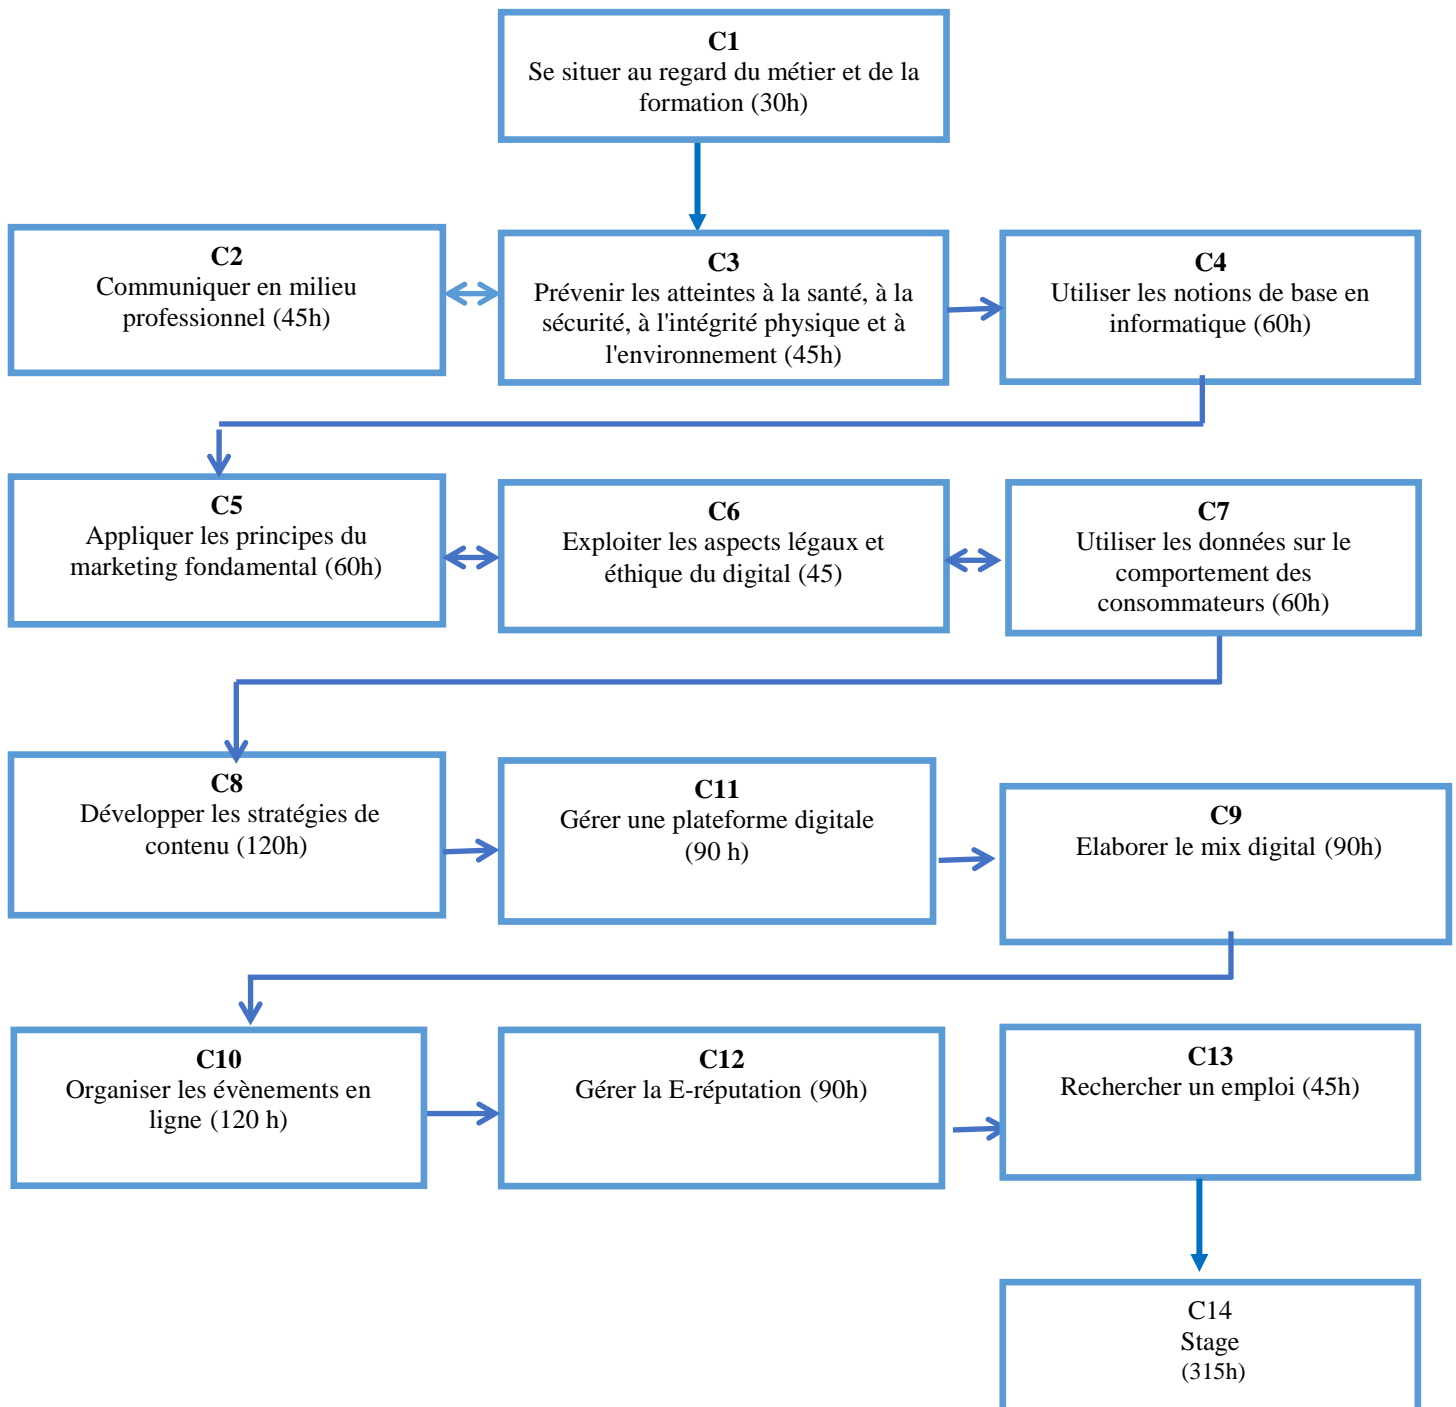 C1
Se situer au regard du métier et de la
formation (30h)
C2
Communiquer en milieu
professionnel (45h)
C3
Prévenir les atteintes à la santé, à la
sécurité, à l'intégrité physique et à
l'environnement (45h)
C4
Utiliser les notions de base en
informatique (60h)
C5
Appliquer les principes du
marketing fondamental (60h)
C6
Exploiter les aspects légaux et
éthique du digital (45)
C7
Utiliser les données sur le
comportement des
consommateurs (60h)
C8
Développer les stratégies de
contenu (120h)
C11
Gérer une plateforme digitale
(90 h)
C9
Elaborer le mix digital (90h)
C10
Organiser les évènements en
ligne (120 h)
C12
Gérer la E-réputation (90h)
C13
Rechercher un emploi (45h)
C14
Stage
(315h)